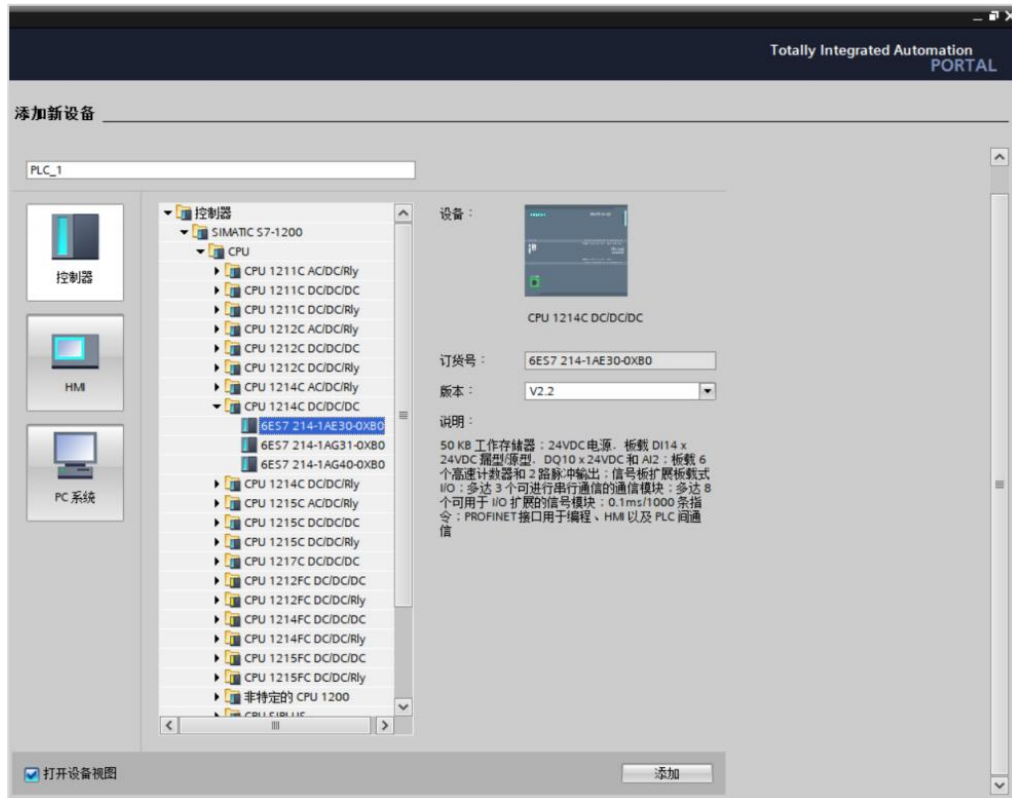 Totally Integrated Automation
PORTAL
添加新设备
PLC_1
控制器
HMI
PC 系统
控制器
SIMATIC S7-1200
CPU
CPU 1211C AC/DC/Rly
CPU 1211C DC/DC/DC
CPU 1211C DC/DC/Rly
CPU 1212C AC/DC/Rly
CPU 1212C DC/DC/DC
CPU 1212C DC/DC/Rly
CPU 1214C AC/DC/Rly
CPU 1214C DC/DC/DC
6ES7 214-1AE30-0XB0
6ES7 214-1AG31-0XB0
6ES7 214-1AG40-0XB0
CPU 1214C DC/DC/Rly
CPU 1215C AC/DC/Rly
CPU 1215C DC/DC/DC
CPU 1215C DC/DC/Rly
CPU 1217C DC/DC/DC
CPU 1212FC DC/DC/DC
CPU 1212FC DC/DC/Rly
CPU 1214FC DC/DC/DC
CPU 1214FC DC/DC/Rly
CPU 1215FC DC/DC/DC
CPU 1215FC DC/DC/Rly
非特定的 CPU 1200
CPU SIPLUS
设备：
CPU 1214C DC/DC/DC
订货号：
6ES7 214-1AE30-0XB0
版本：
V2.2
说明：
50 KB 工作存储器；24VDC 电源，板载 DI14 x
24VDC 漏型/源型，DQ10 x 24VDC 和 AI2；板载 6
个高速计数器和 2 路脉冲输出；信号板扩展板载式
I/O；多达 3 个可进行串行通信的通信模块；多达 8
个可用于 I/O 扩展的信号模块；0.1ms/1000 条指
令；PROFINET 接口用于编程、HMI 以及 PLC 间通
信
打开设备视图
添加